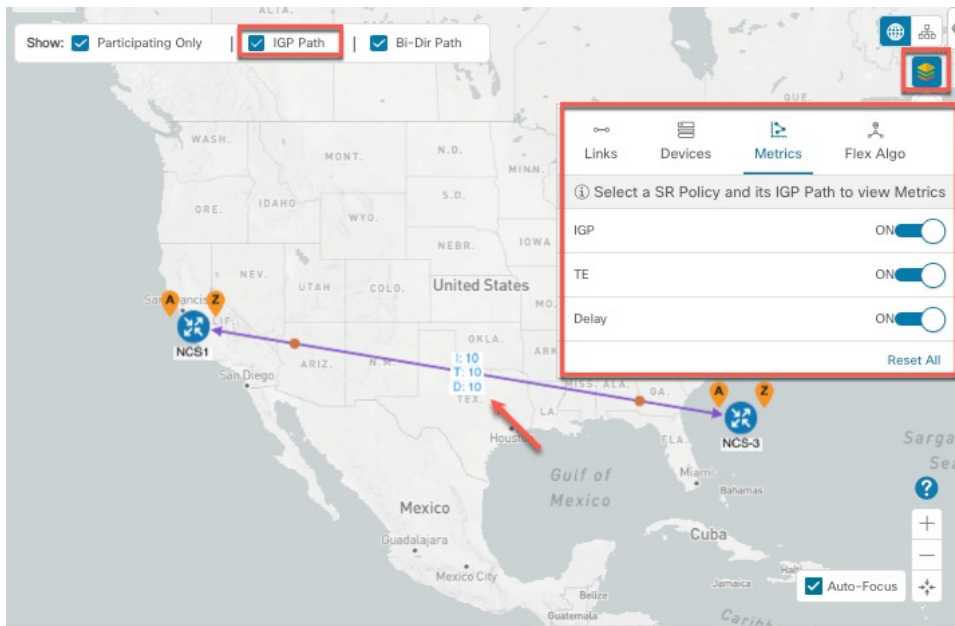 ALTA.
Show: Participating Only | IGP Path | Bi-Dir Path
QUE.
WASH.
MONT.
N.D.
MINN.
Links Devices Metrics Flex Algo
ⓘ Select a SR Policy and its IGP Path to view Metrics
ORE.
IDAHO
WYO.
S.D.
IGP ON
NEBR.
IOWA
NEV.
UTAH
COLO.
United States
MO.
TE ON
A Z
CALIF.
NCS1
ARIZ.
N.M.
OKLA.
ARK
Delay ON
Reset All
I: 10
T: 10
D: 10
TEX.
San Diego
MISS.
ALA.
GA.
LA.
A Z
NCS-3
Houston
FLA.
Gulf of
Mexico
Miami
Bahamas
?
Mexico
Guadalajara
Mexico City
Cuba
+
−
Auto-Focus
Jamaica
Belize
Guatemala